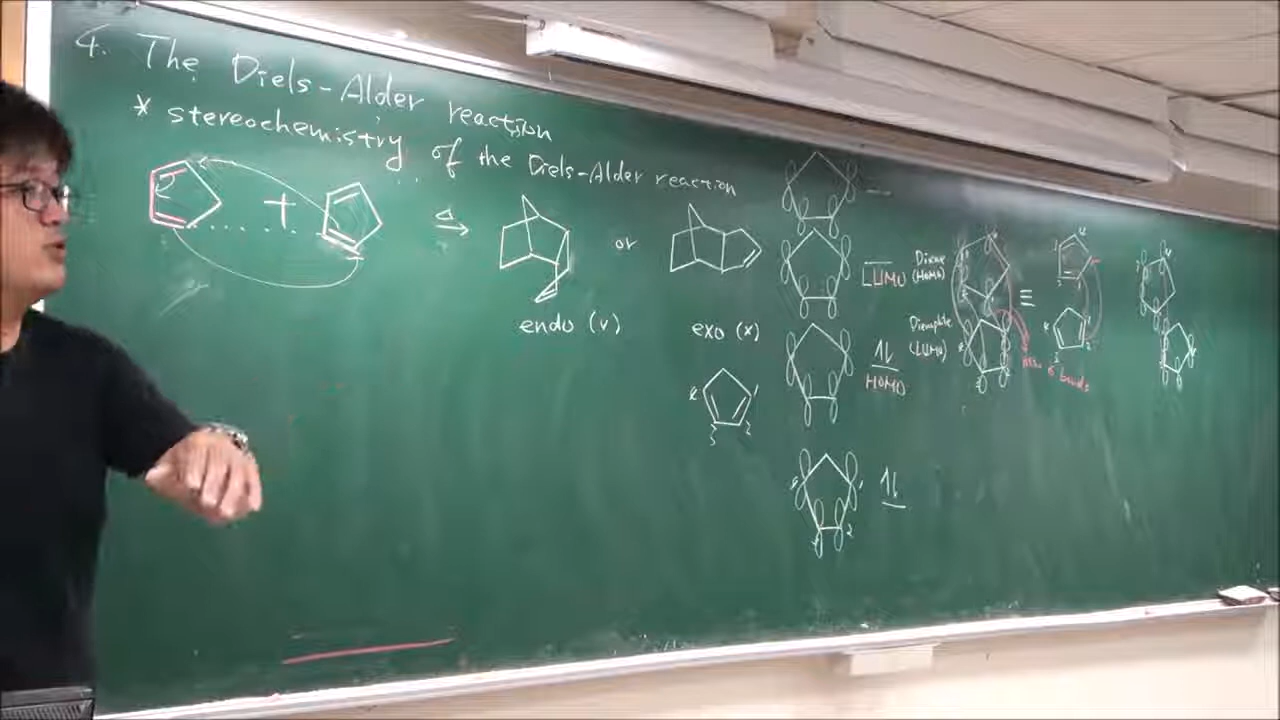 4. The Diels-Alder reaction
* stereochemistry of the Diels-Alder reaction
+ Δ or
endo (v)
exo (x)
LUMO
HOMO
Diene
(HOMO)
Dienophile
(LUMO)
≡
bonds